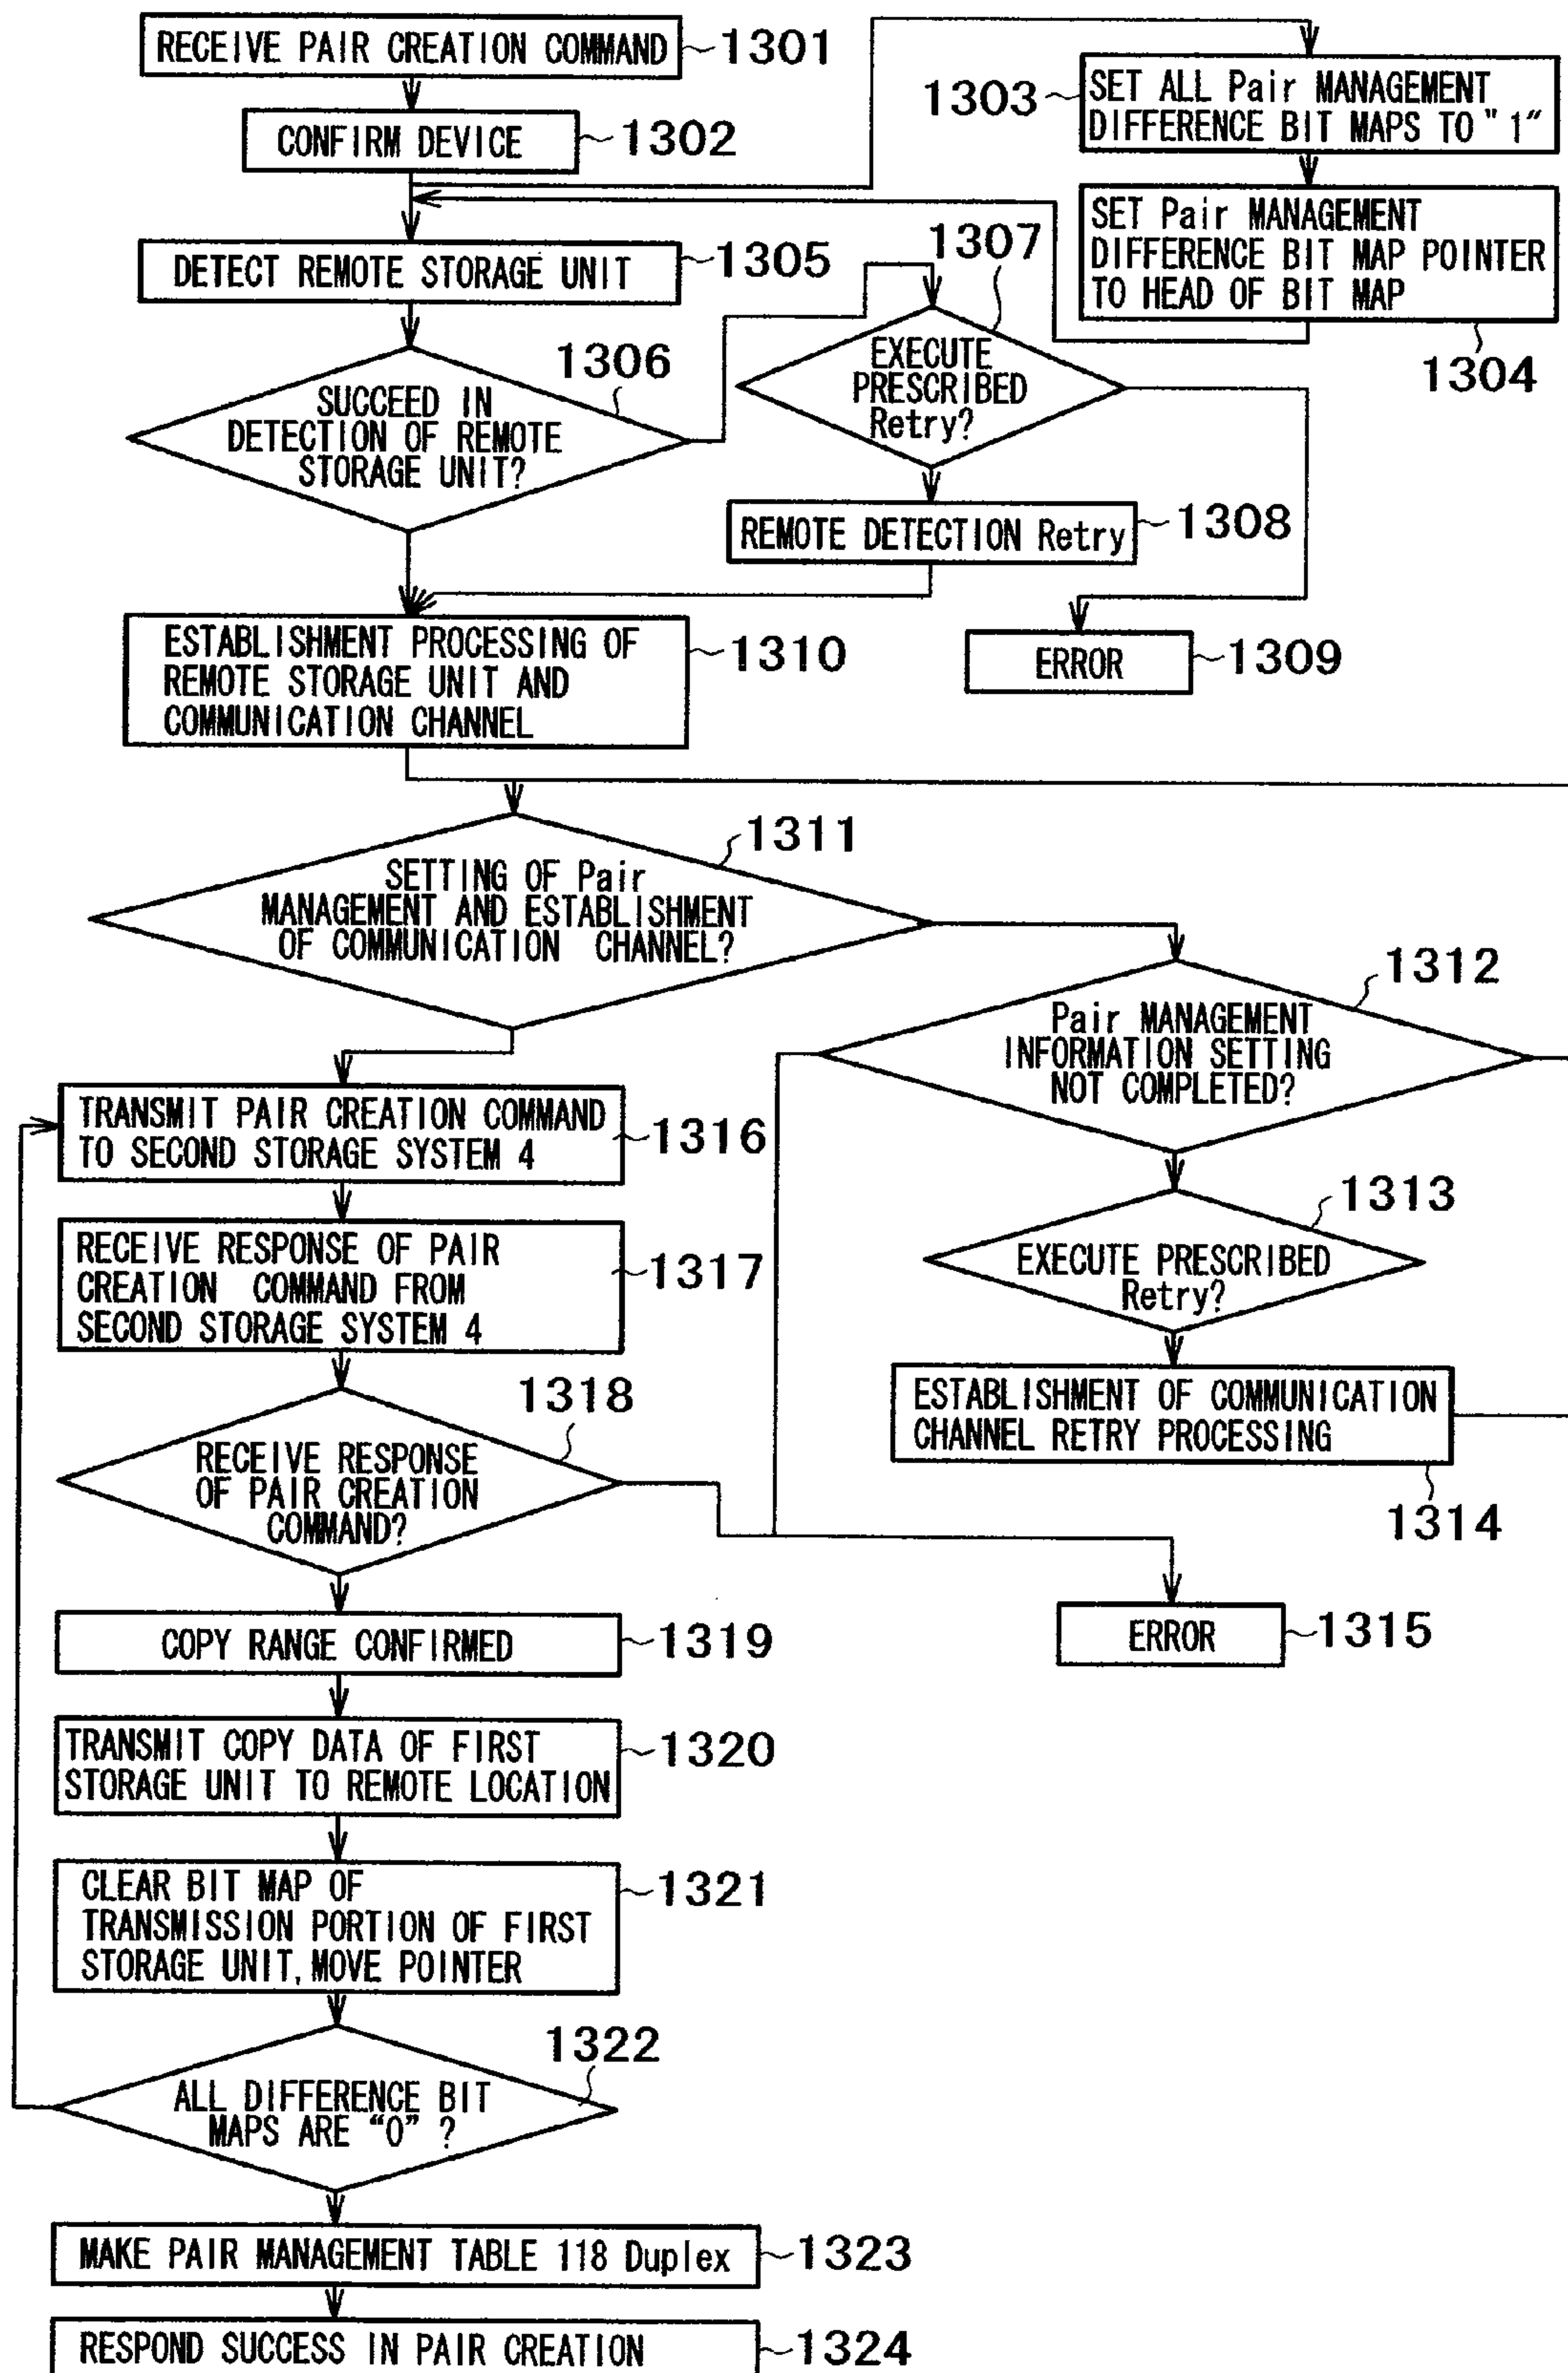 RECEIVE PAIR CREATION COMMAND
1301
CONFIRM DEVICE
1302
1303
SET ALL Pair MANAGEMENT
DIFFERENCE BIT MAPS TO "1"
SET Pair MANAGEMENT
DIFFERENCE BIT MAP POINTER
TO HEAD OF BIT MAP
1304
DETECT REMOTE STORAGE UNIT
1305
1306
SUCCEED IN
DETECTION OF REMOTE
STORAGE UNIT?
1307
EXECUTE
PRESCRIBED
Retry?
REMOTE DETECTION Retry
1308
ERROR
1309
ESTABLISHMENT PROCESSING OF
REMOTE STORAGE UNIT AND
COMMUNICATION CHANNEL
1310
1311
SETTING OF Pair
MANAGEMENT AND ESTABLISHMENT
OF COMMUNICATION CHANNEL?
1312
Pair MANAGEMENT
INFORMATION SETTING
NOT COMPLETED?
1313
EXECUTE PRESCRIBED
Retry?
ESTABLISHMENT OF COMMUNICATION
CHANNEL RETRY PROCESSING
1314
ERROR
1315
TRANSMIT PAIR CREATION COMMAND
TO SECOND STORAGE SYSTEM 4
1316
RECEIVE RESPONSE OF PAIR
CREATION COMMAND FROM
SECOND STORAGE SYSTEM 4
1317
1318
RECEIVE RESPONSE
OF PAIR CREATION
COMMAND?
COPY RANGE CONFIRMED
1319
TRANSMIT COPY DATA OF FIRST
STORAGE UNIT TO REMOTE LOCATION
1320
CLEAR BIT MAP OF
TRANSMISSION PORTION OF FIRST
STORAGE UNIT, MOVE POINTER
1321
1322
ALL DIFFERENCE BIT
MAPS ARE “0” ?
MAKE PAIR MANAGEMENT TABLE 118 Duplex
1323
RESPOND SUCCESS IN PAIR CREATION
1324